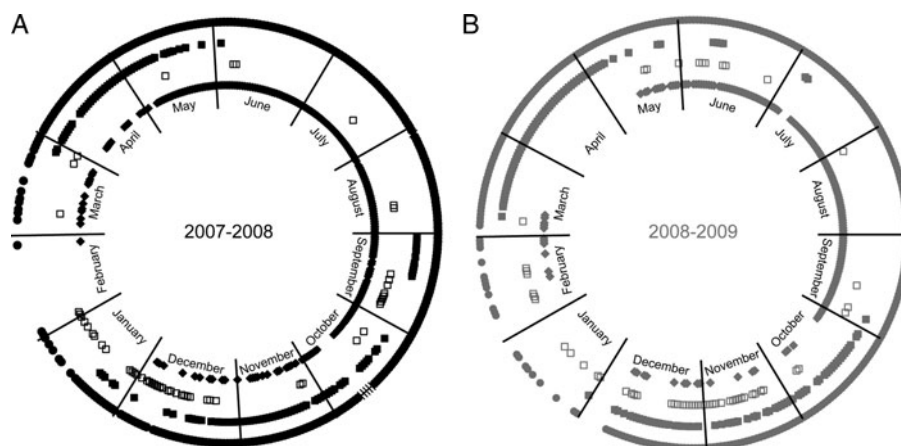 A
May
June
April
July
March
August
2007-2008
February
September
January
October
December
November
B
May
June
April
July
March
August
2008-2009
February
September
January
October
December
November